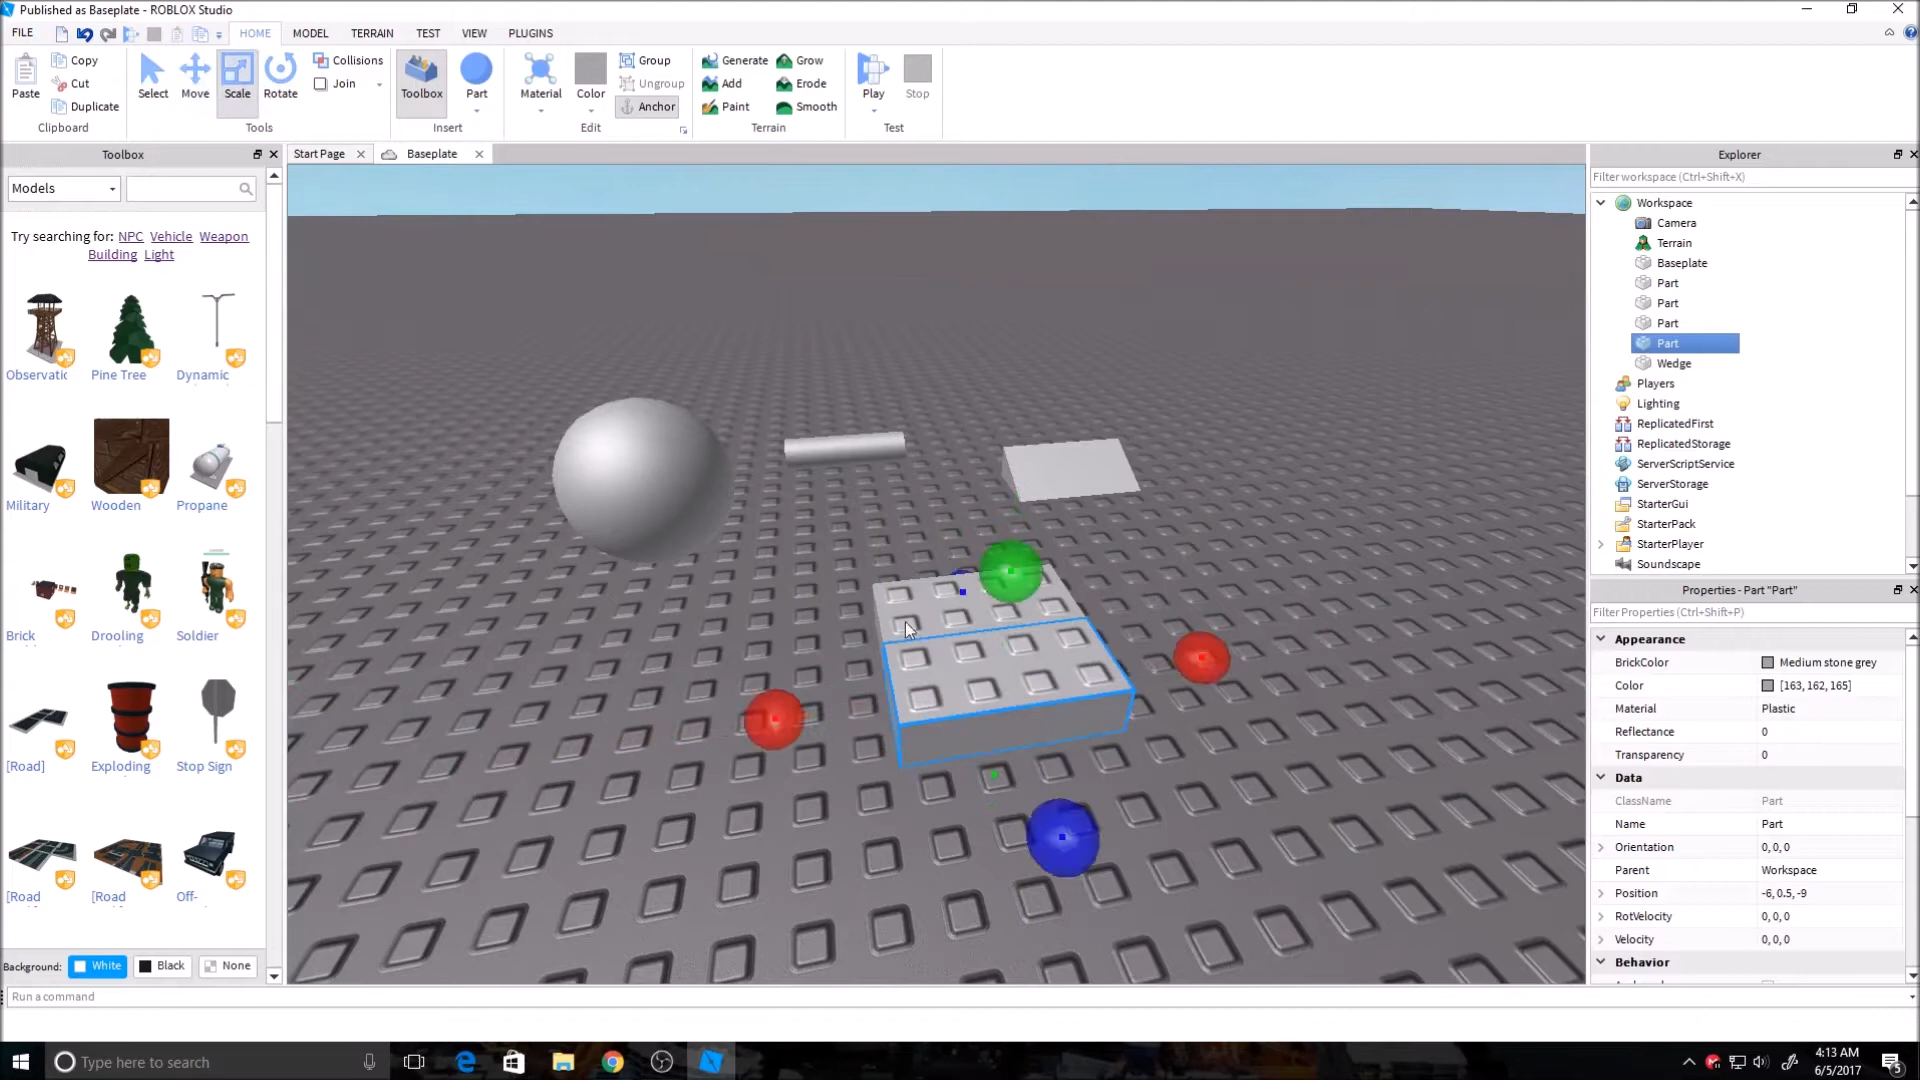 Published as Baseplate - ROBLOX Studio
FILE HOME MODEL TERRAIN TEST VIEW PLUGINS
Paste Copy Cut Duplicate
Clipboard
Select Move Scale Rotate Collisions Join
Tools
Toolbox Part
Insert
Material Color Group Ungroup Anchor
Edit
Generate Grow
Add Erode
Paint Smooth
Terrain
Play Stop
Test
Toolbox
Models
Try searching for: NPC Vehicle Weapon
Building Light
Observatic Pine Tree Dynamic
Military Wooden Propane
Brick Drooling Soldier
[Road] Exploding Stop Sign
[Road [Road Off-
Background: White Black None
Start Page Baseplate
Explorer
Filter workspace (Ctrl+Shift+X)
Workspace
Camera
Terrain
Baseplate
Part
Part
Part
Part
Wedge
Players
Lighting
ReplicatedFirst
ReplicatedStorage
ServerScriptService
ServerStorage
StarterGui
StarterPack
StarterPlayer
Soundscape
Properties - Part "Part"
Filter Properties (Ctrl+Shift+P)
Appearance
BrickColor Medium stone grey
Color [163, 162, 165]
Material Plastic
Reflectance 0
Transparency 0
Data
ClassName Part
Name Part
Orientation 0, 0, 0
Parent Workspace
Position -6, 0.5, -9
RotVelocity 0, 0, 0
Velocity 0, 0, 0
Behavior
Run a command
Type here to search
4:13 AM
6/5/2017
5